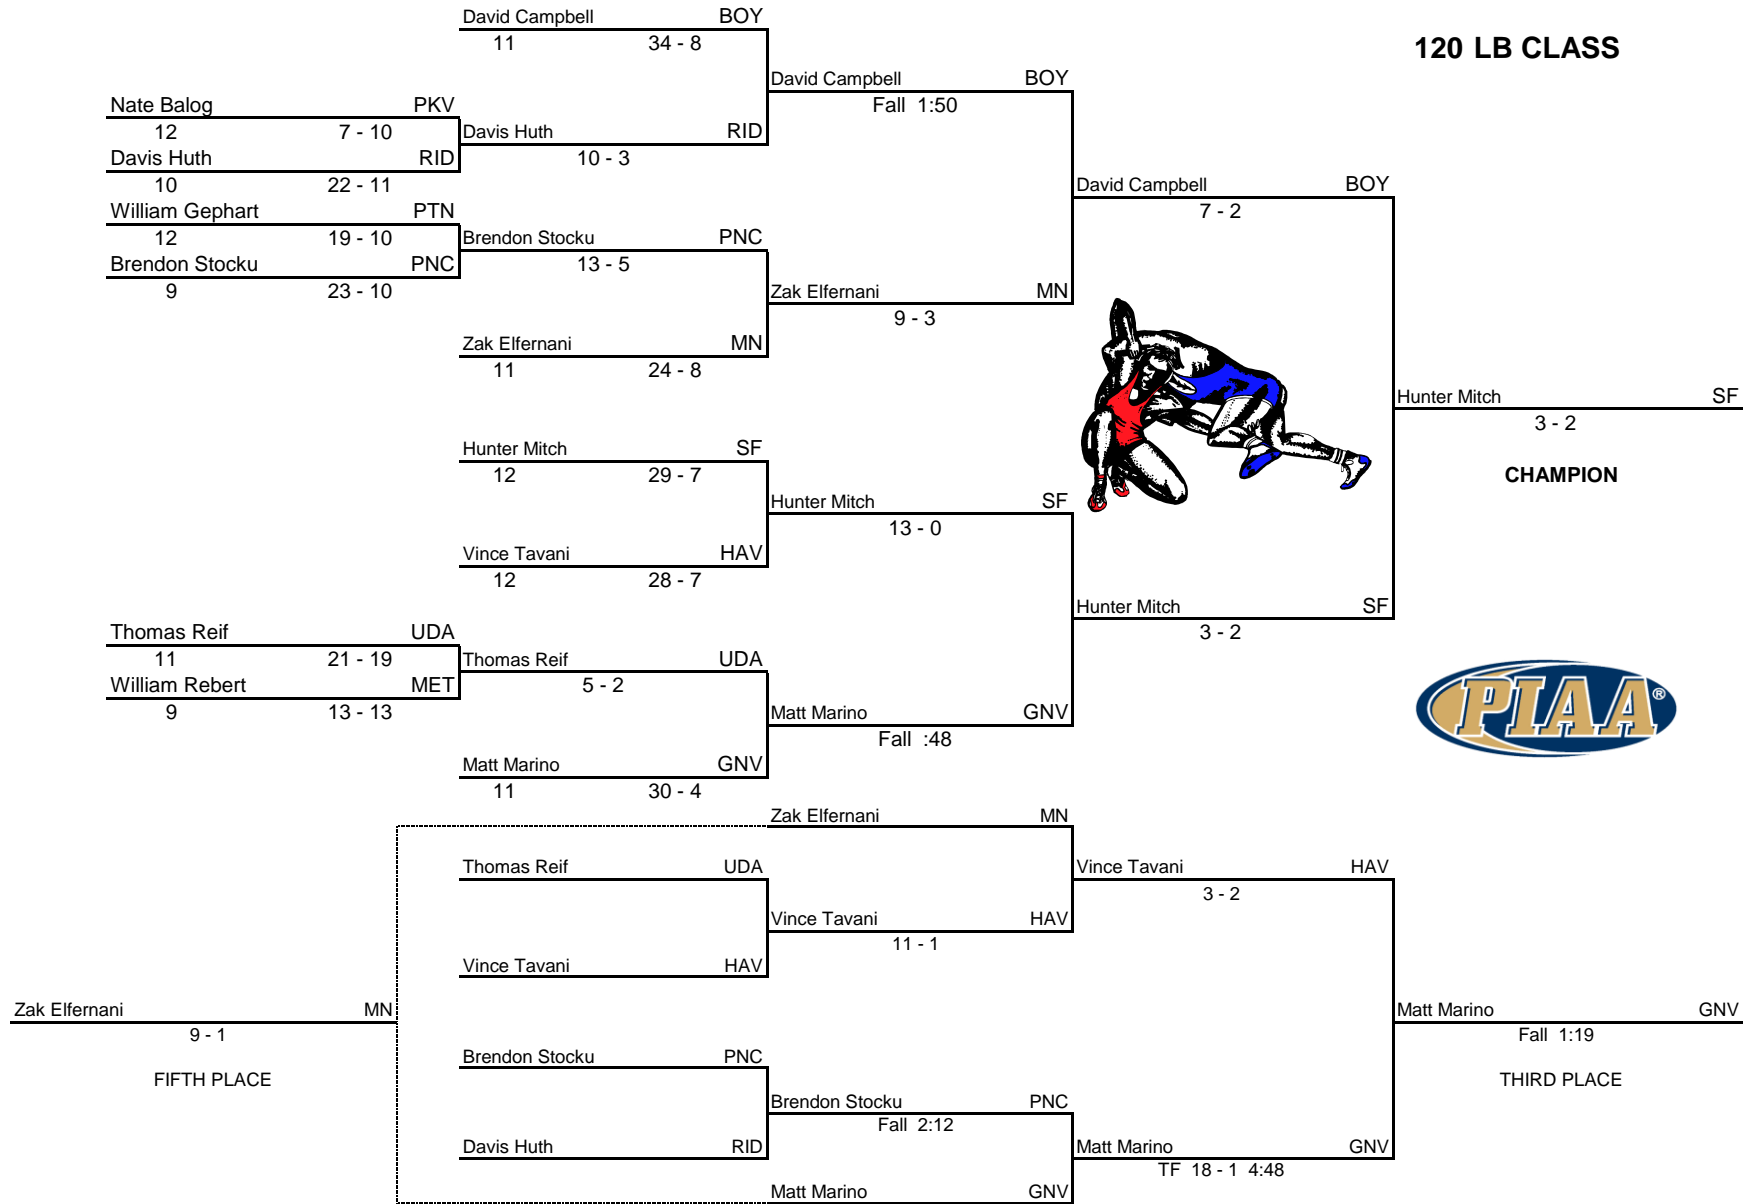 120 LB CLASS
David Campbell BOY
11 34 - 8
Nate Balog PKV
12 7 - 10
Davis Huth RID
10 22 - 11
Davis Huth RID
10 - 3
David Campbell BOY
Fall 1:50
William Gephart PTN
12 19 - 10
Brendon Stocku PNC
9 23 - 10
Brendon Stocku PNC
13 - 5
Zak Elfernani MN
11 24 - 8
Zak Elfernani MN
9 - 3
David Campbell BOY
7 - 2
Hunter Mitch SF
12 29 - 7
Vince Tavani HAV
12 28 - 7
Hunter Mitch SF
13 - 0
Thomas Reif UDA
11 21 - 19
William Rebert MET
9 13 - 13
Thomas Reif UDA
5 - 2
Matt Marino GNV
11 30 - 4
Matt Marino GNV
Fall :48
Hunter Mitch SF
3 - 2
Hunter Mitch SF
3 - 2
CHAMPION
PIAA®
Zak Elfernani MN
Thomas Reif UDA
Vince Tavani HAV
Vince Tavani HAV
11 - 1
Vince Tavani HAV
3 - 2
Brendon Stocku PNC
Davis Huth RID
Brendon Stocku PNC
Fall 2:12
Matt Marino GNV
Matt Marino GNV
TF 18 - 1 4:48
Matt Marino GNV
Fall 1:19
THIRD PLACE
Zak Elfernani MN
9 - 1
FIFTH PLACE